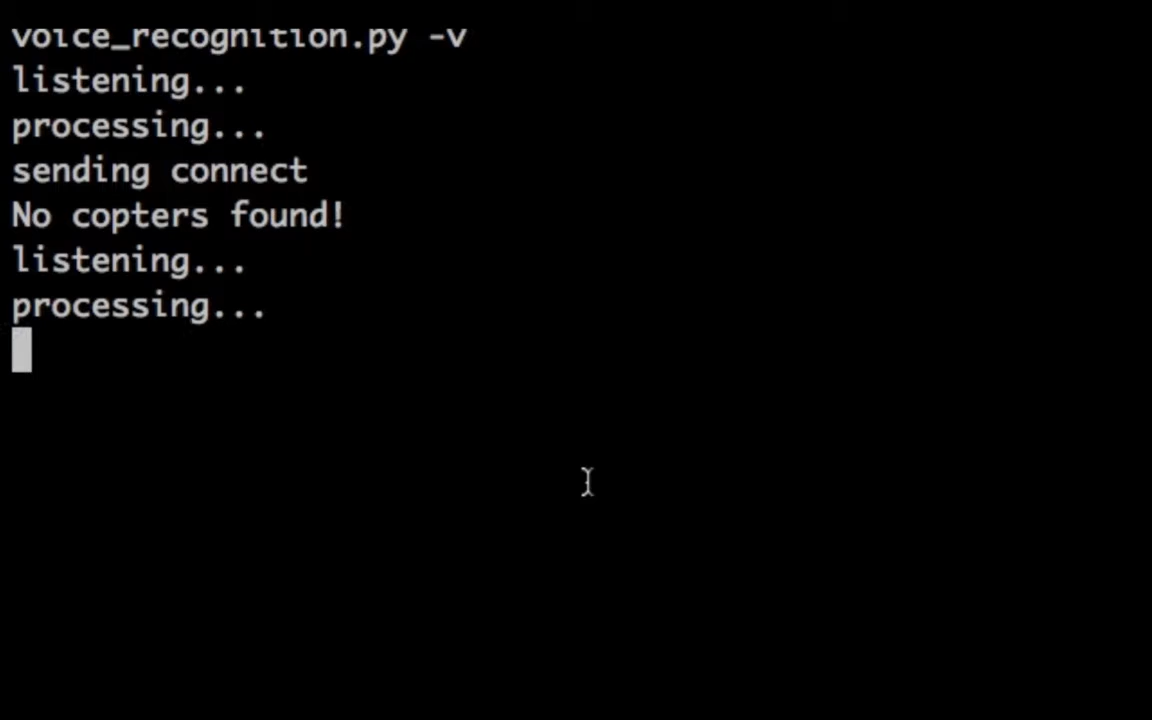 voice_recognition.py -v
listening...
processing...
sending connect
No copters found!
listening...
processing...